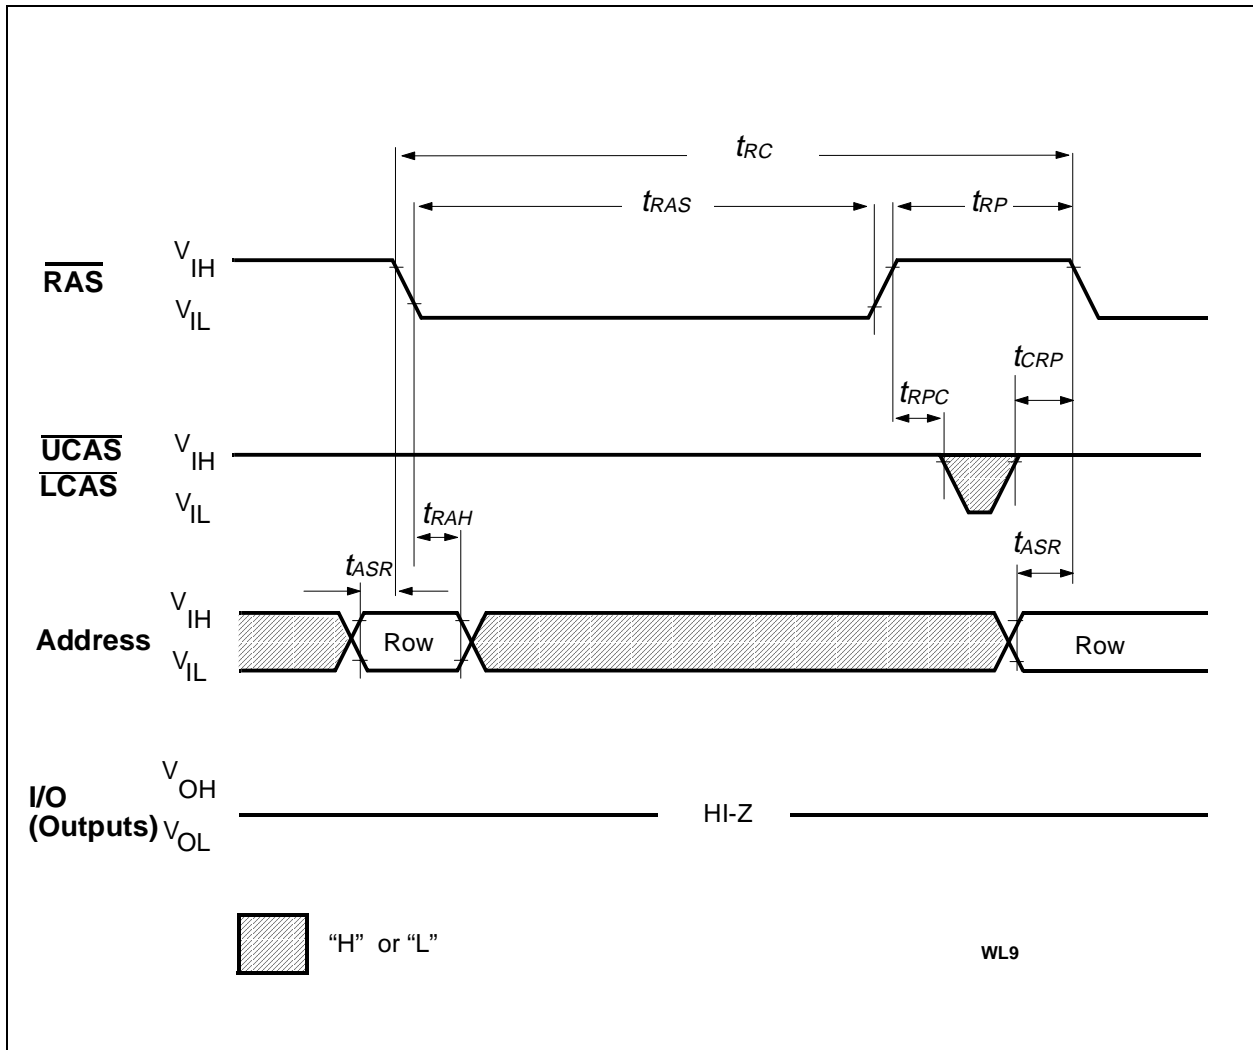 tRC
tRAS
tRP
RAS
VIH
VIL
tCRP
tRPC
UCAS
LCAS
VIH
VIL
tRAH
tASR
tASR
Address
VIH
VIL
Row
Row
I/O
(Outputs)
VOH
VOL
HI-Z
“H” or “L”
WL9